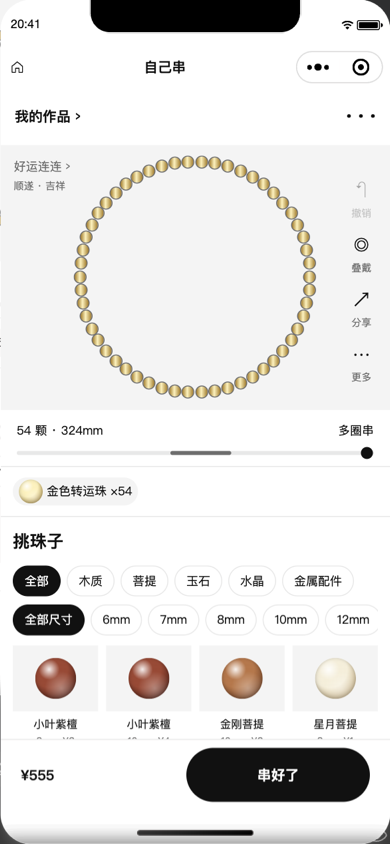 20:41
自己串
我的作品 >
好运连连 >
顺遂 · 吉祥
撤销
叠戴
分享
更多
54 颗 · 324mm
多圈串
金色转运珠 ×54
挑珠子
全部 木质 菩提 玉石 水晶 金属配件
全部尺寸 6mm 7mm 8mm 10mm 12mm
小叶紫檀 小叶紫檀 金刚菩提 星月菩提
¥555
串好了